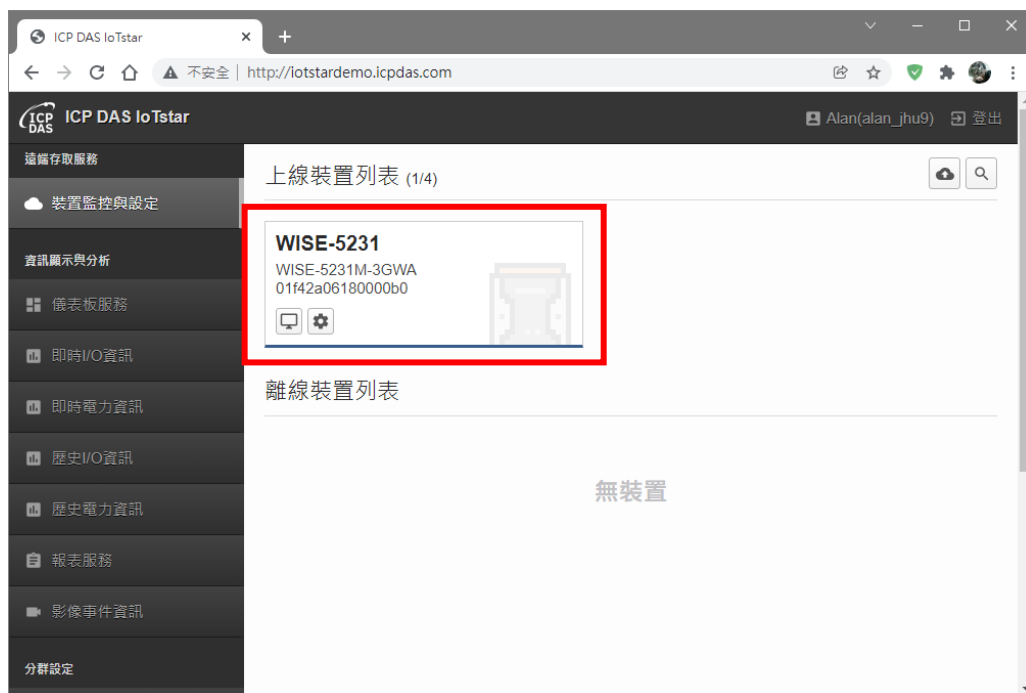 ICP DAS IoTstar
不安全 | http://iotstardemo.icpdas.com
ICP DAS
ICP DAS IoTstar
Alan(alan_jhu9) 登出
遠端存取服務
裝置監控與設定
資訊顯示與分析
儀表板服務
即時I/O資訊
即時電力資訊
歷史I/O資訊
歷史電力資訊
報表服務
影像事件資訊
分群設定
上線裝置列表 (1/4)
WISE-5231
WISE-5231M-3GWA
01f42a06180000b0
離線裝置列表
無裝置